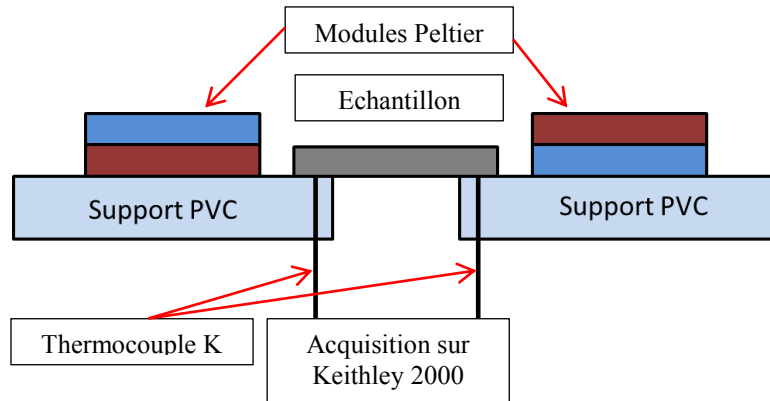 Modules Peltier
Echantillon
Support PVC
Support PVC
Thermocouple K
Acquisition sur
Keithley 2000